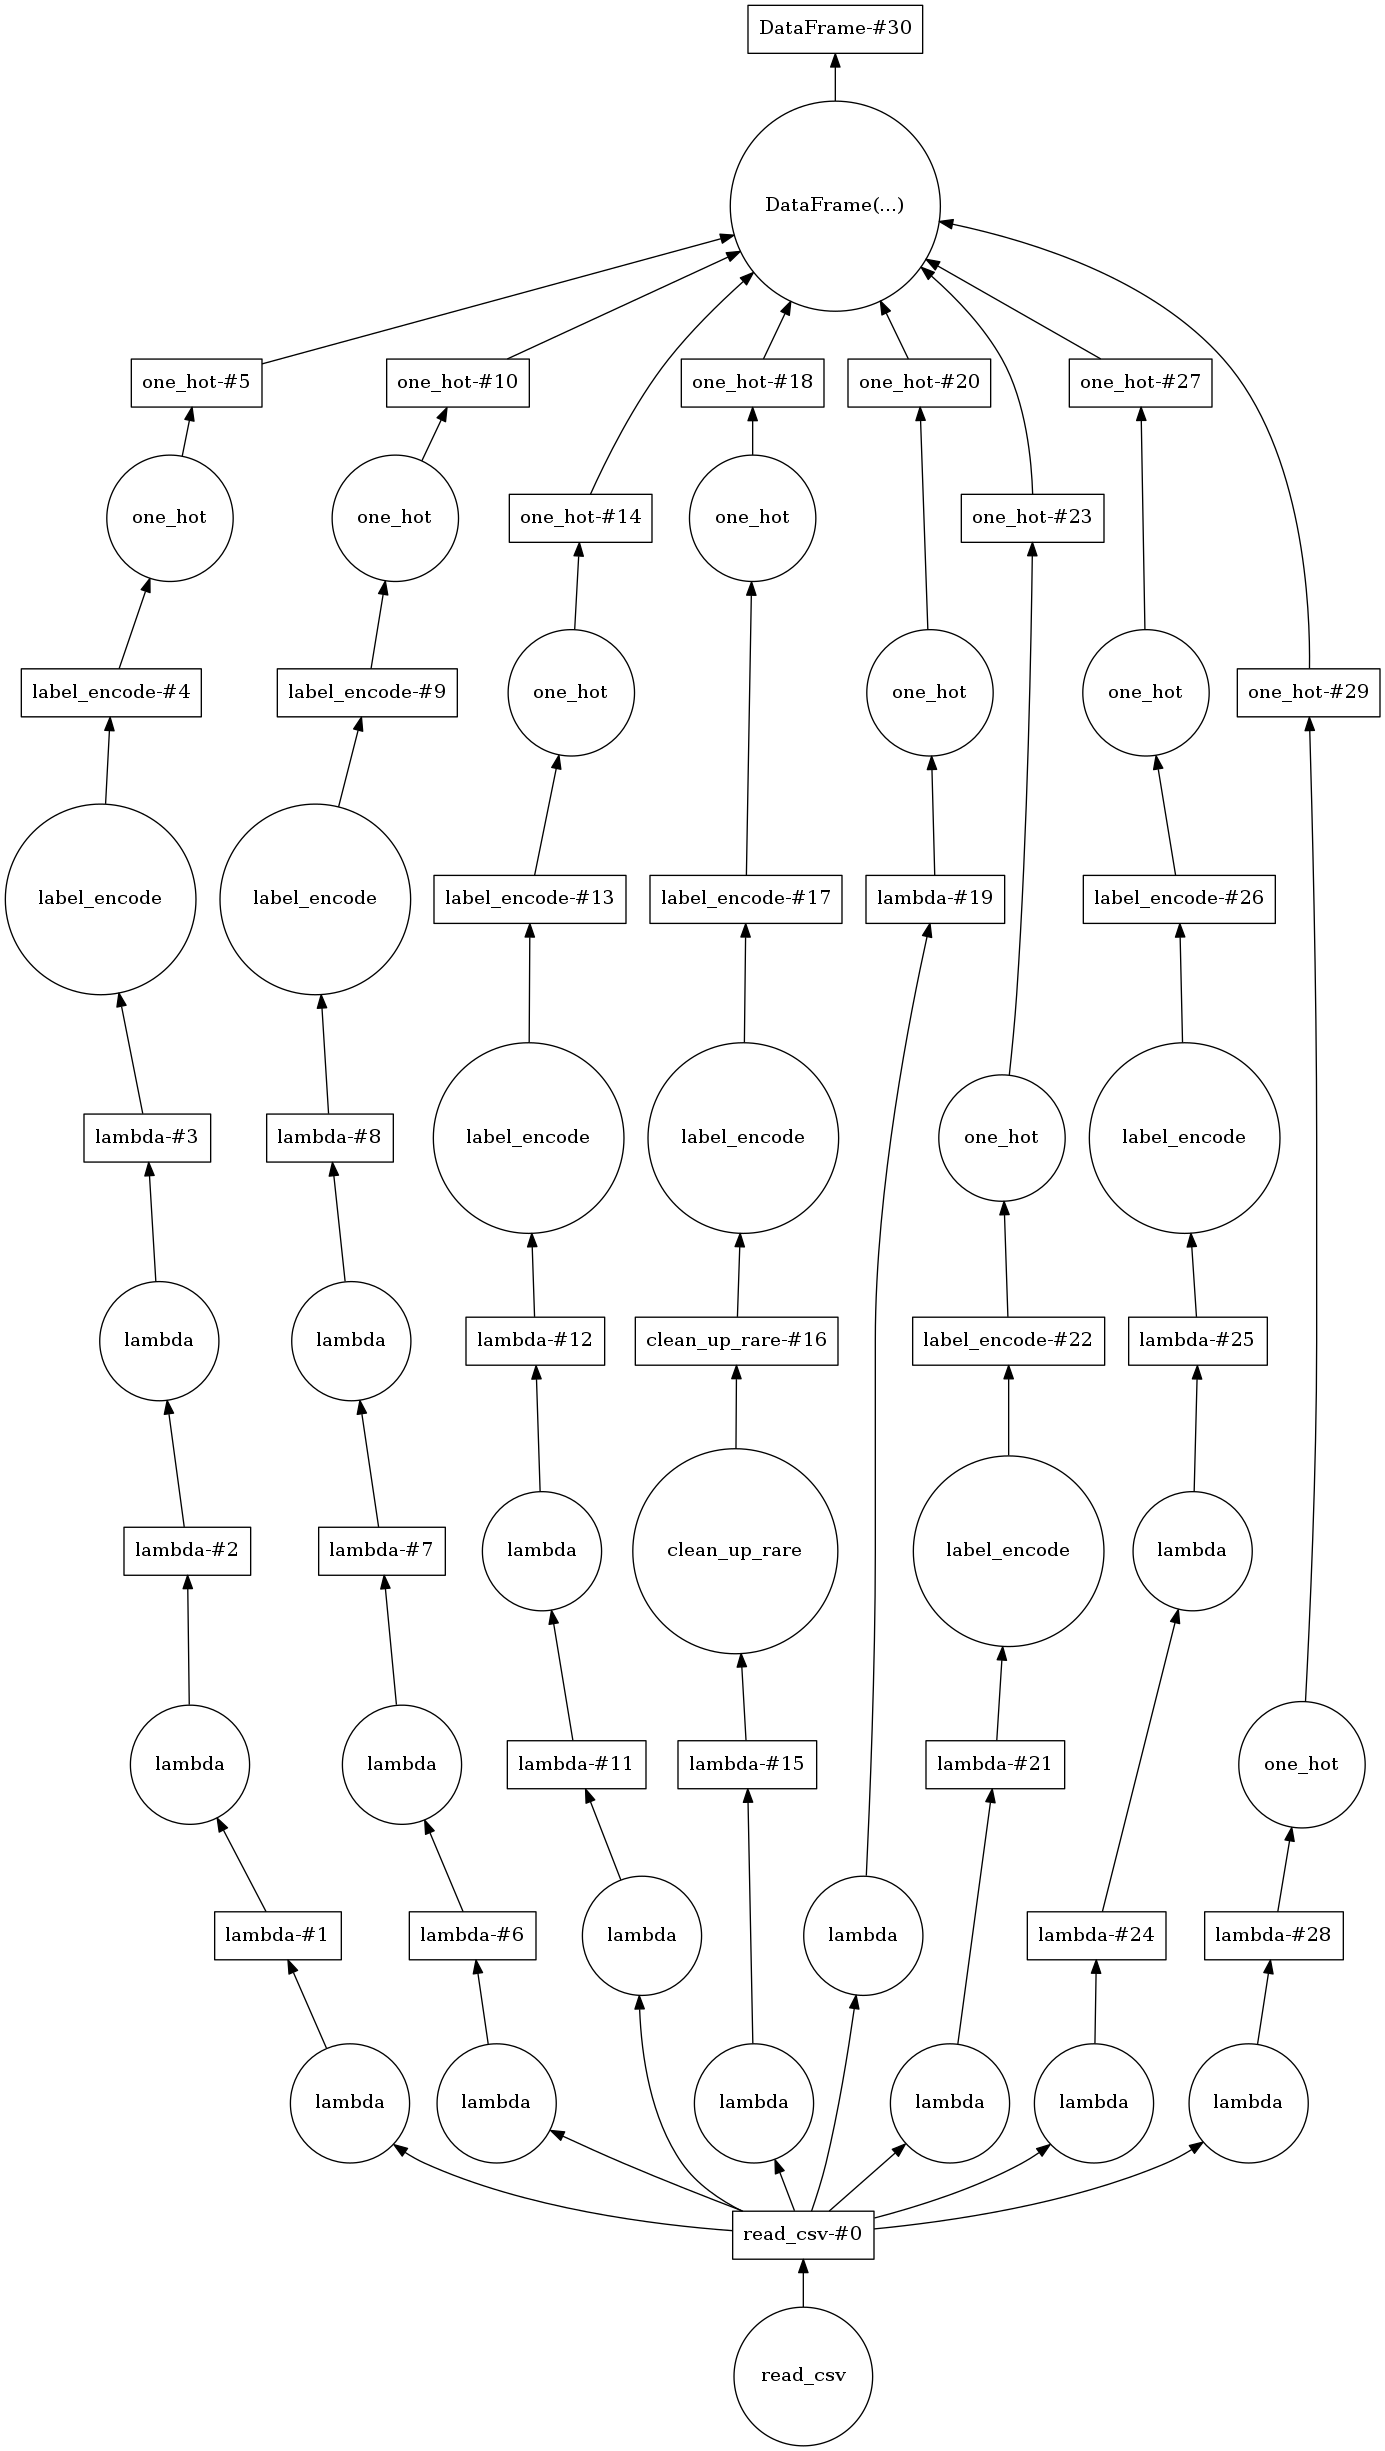 DataFrame-#30
DataFrame(...)
one_hot-#5
one_hot-#10
one_hot-#18
one_hot-#20
one_hot-#27
one_hot
one_hot
one_hot-#14
one_hot
one_hot-#23
label_encode-#4
label_encode-#9
one_hot
one_hot
one_hot
one_hot-#29
label_encode
label_encode
label_encode-#13
label_encode-#17
lambda-#19
label_encode-#26
lambda-#3
lambda-#8
label_encode
label_encode
one_hot
label_encode
lambda
lambda
lambda-#12
clean_up_rare-#16
label_encode-#22
lambda-#25
lambda-#2
lambda-#7
lambda
clean_up_rare
label_encode
lambda
lambda
lambda
lambda-#11
lambda-#15
lambda-#21
one_hot
lambda-#1
lambda-#6
lambda
lambda
lambda-#24
lambda-#28
lambda
lambda
lambda
lambda
lambda
lambda
read_csv-#0
read_csv